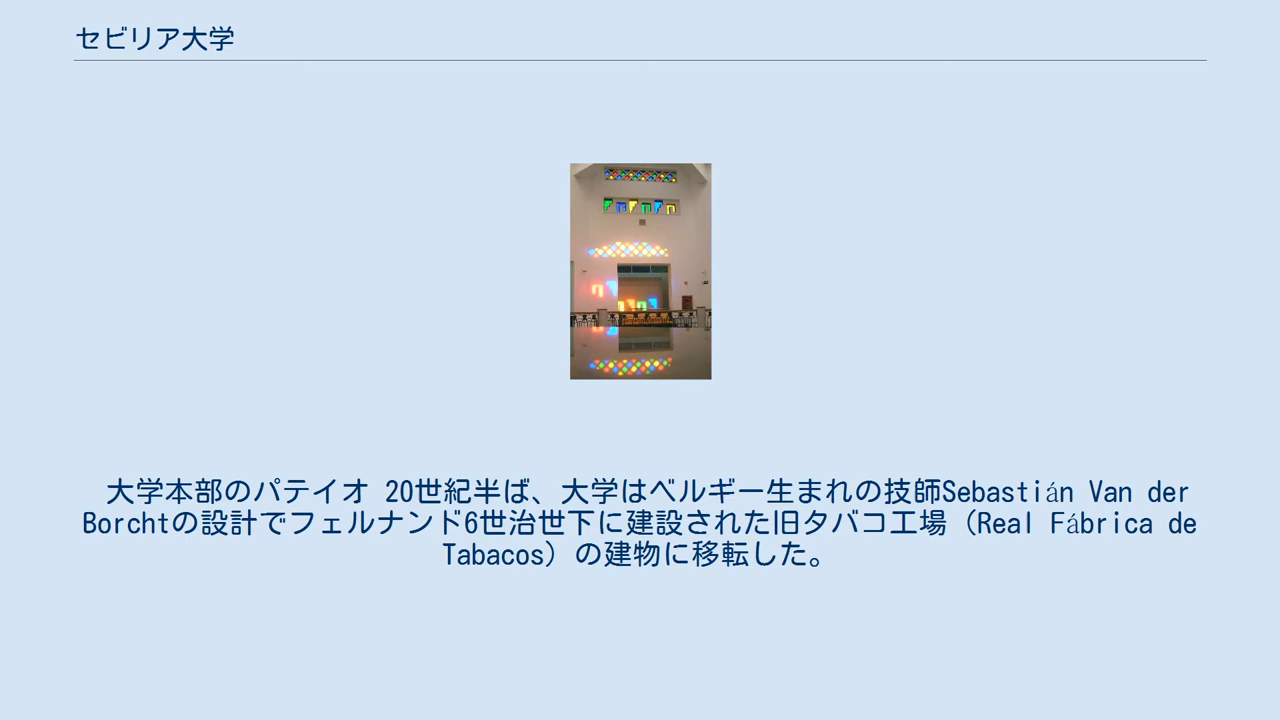 セビリア大学
大学本部のパテイオ 20世紀半ば、大学はベルギー生まれの技師Sebastián Van der
Borchtの設計でフェルナンド6世治世下に建設された旧タバコ工場（Real Fábrica de
Tabacos）の建物に移転した。